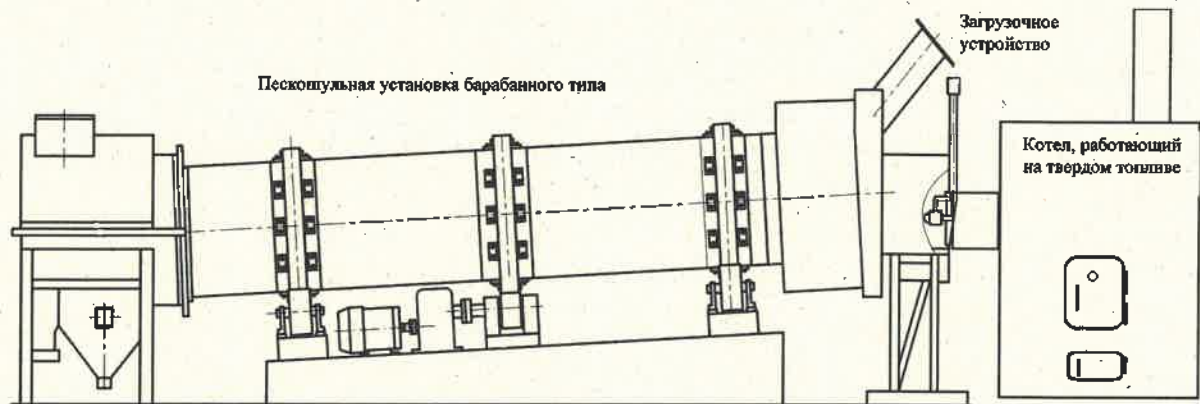 Загрузочное
устройство
Пескошульная установка барабанного типа
Котел, работающий
на твердом топливе